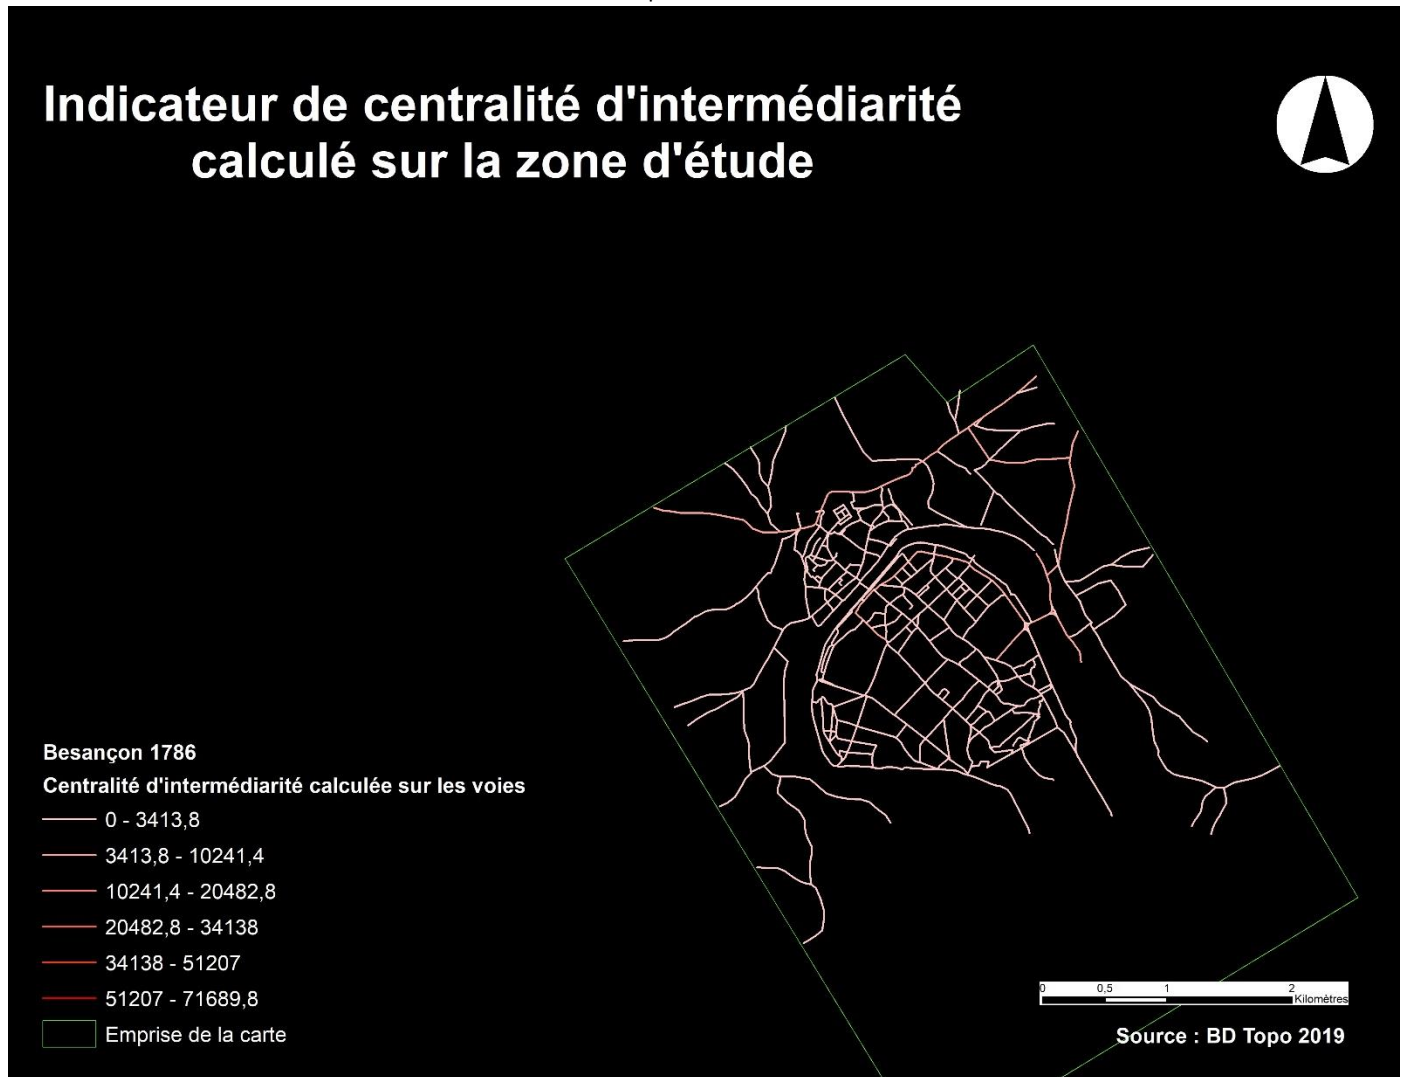 Indicateur de centralité d'intermédiarité
calculé sur la zone d'étude
Besançon 1786
Centralité d'intermédiarité calculée sur les voies
0 - 3413,8
3413,8 - 10241,4
10241,4 - 20482,8
20482,8 - 34138
34138 - 51207
51207 - 71689,8
Emprise de la carte
0 0,5 1 2
Kilomètres
Source : BD Topo 2019